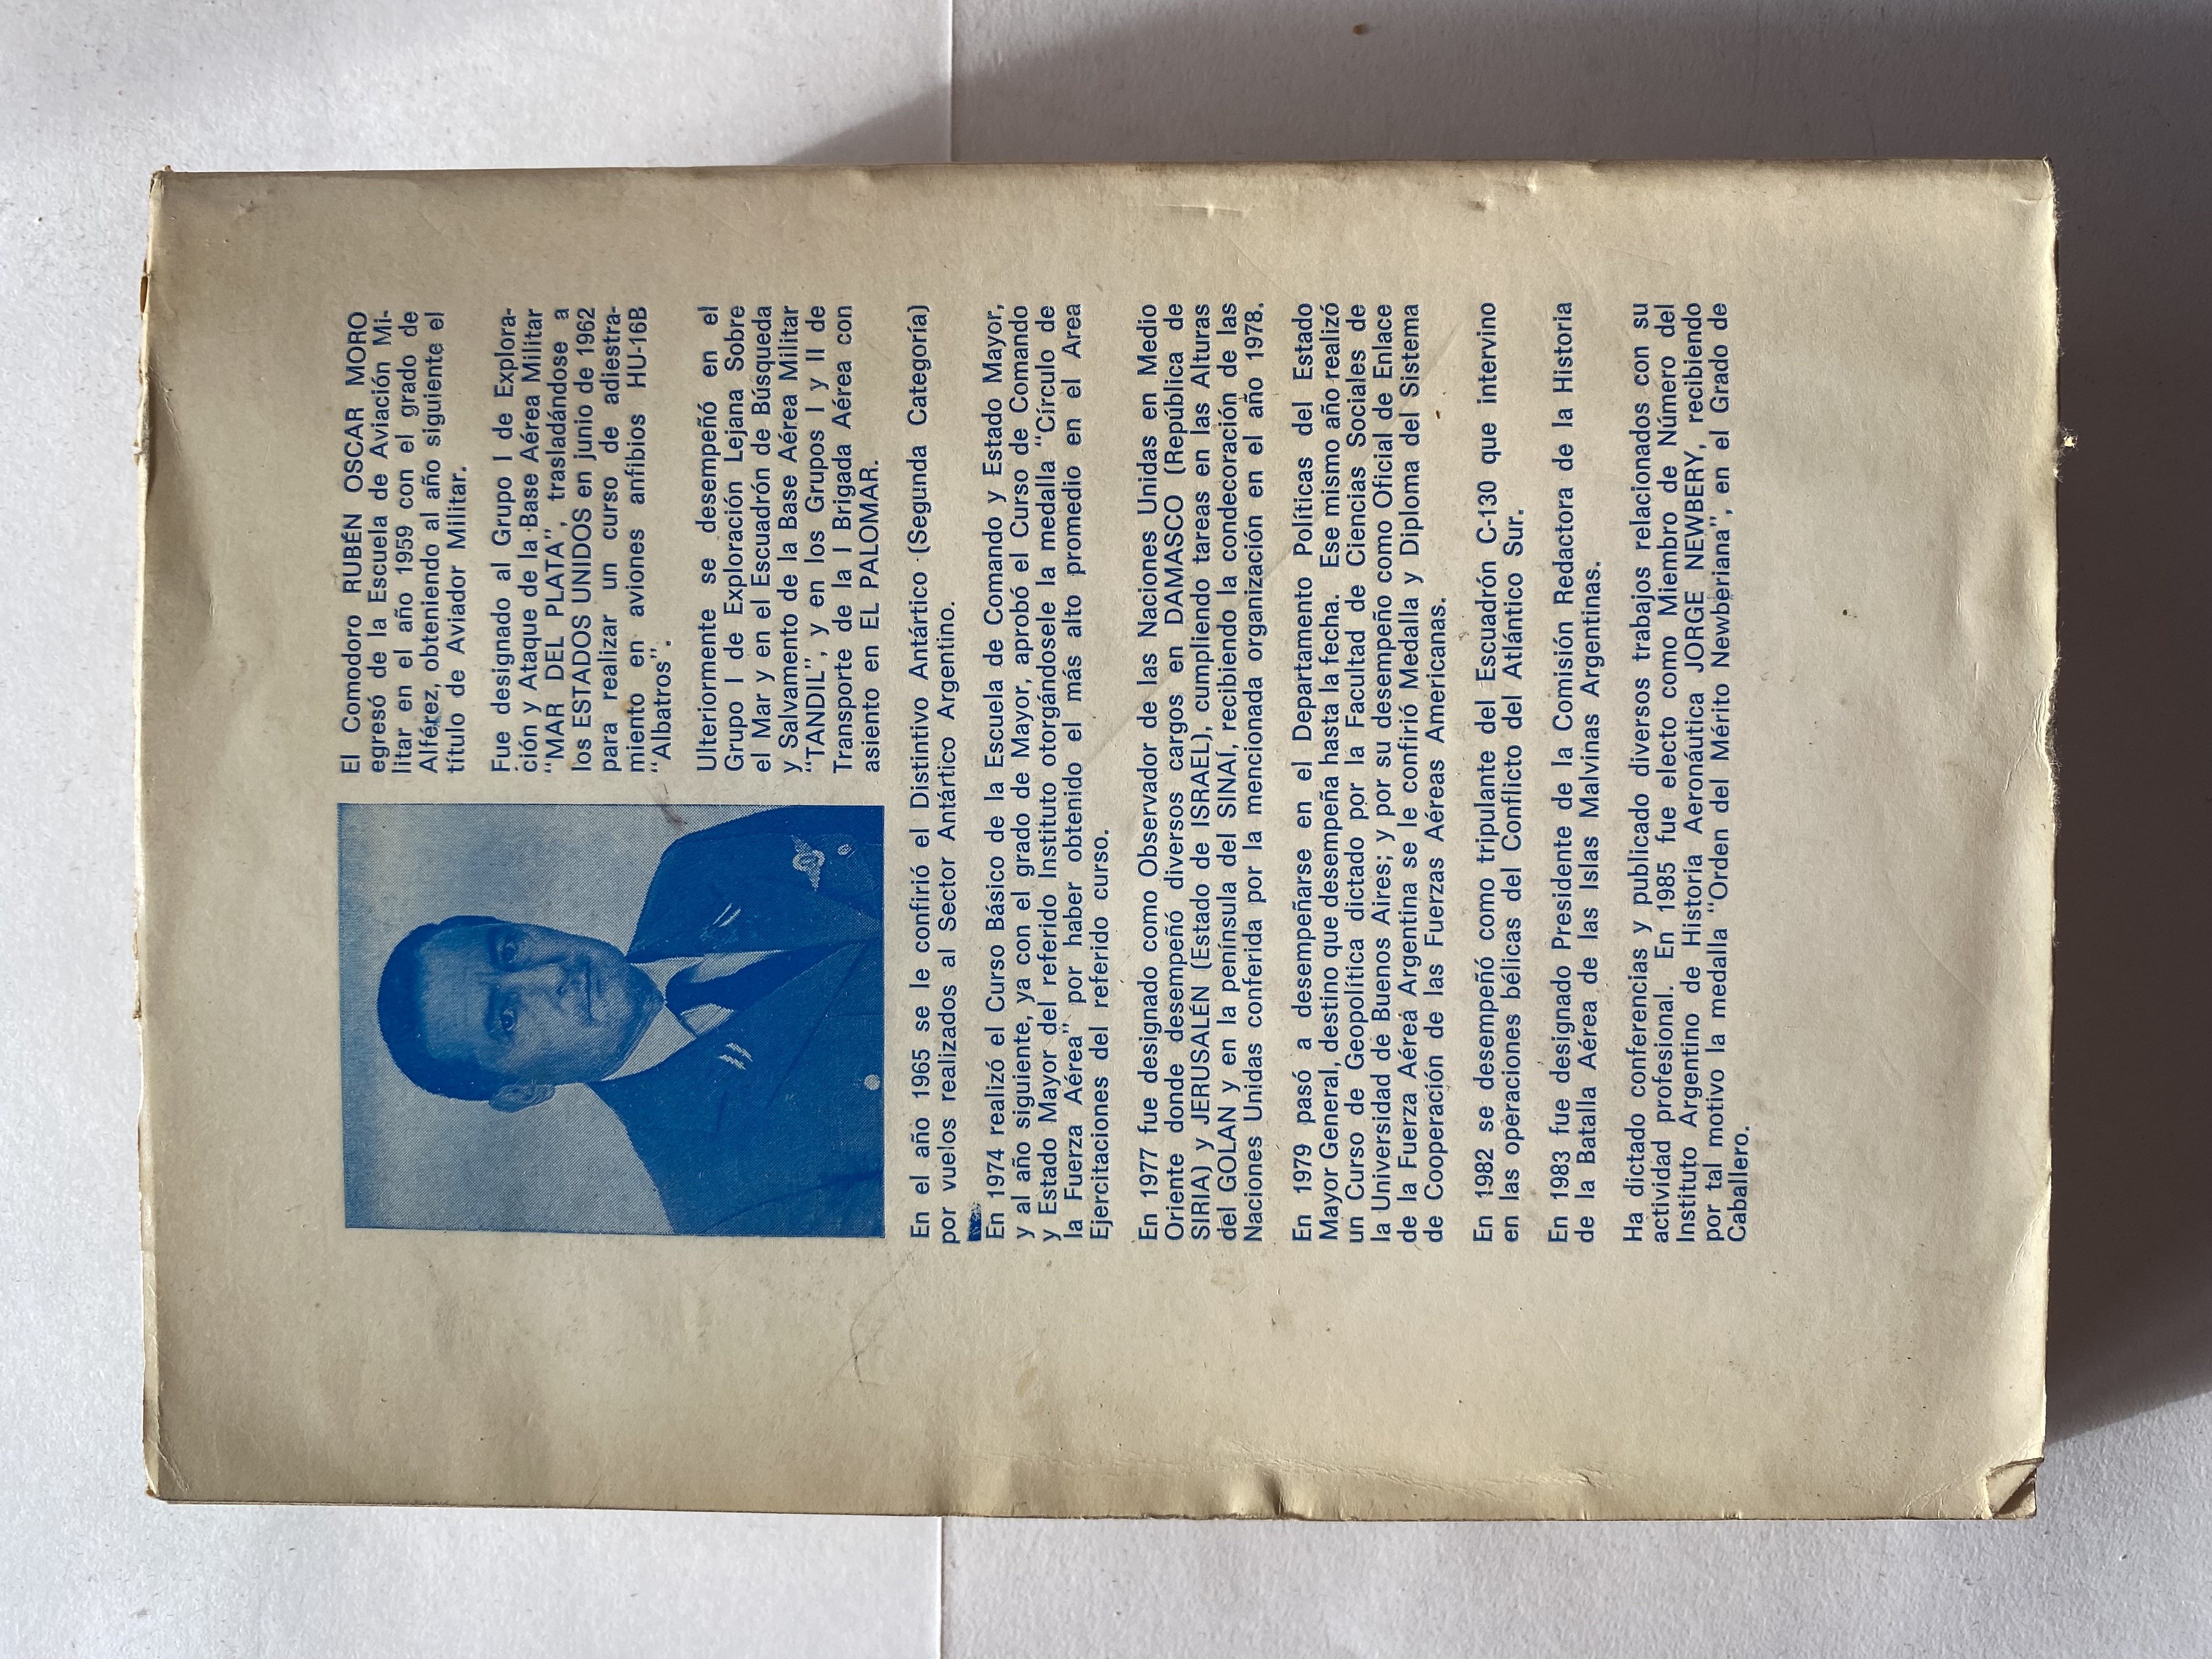 El Comodoro RUBÉN OSCAR MORO
egresó de la Escuela de Aviación Mi-
litar en el año 1959 con el grado de
Alférez, obteniendo al año siguiente el
título de Aviador Militar.
Fue designado al Grupo I de Explora-
ción y Ataque de la Base Aérea Militar
“MAR DEL PLATA”, trasladándose a
los ESTADOS UNIDOS en junio de 1962
para realizar un curso de adiestra-
miento en aviones anfibios HU-16B
“Albatros”.
Ulteriormente se desempeñó en el
Grupo I de Exploración Lejana Sobre
el Mar y en el Escuadrón de Búsqueda
y Salvamento de la Base Aérea Militar
“TANDIL”, y en los Grupos I y II de
Transporte de la I Brigada Aérea con
asiento en EL PALOMAR.
En el año 1965 se le confirió el Distintivo Antártico (Segunda Categoría)
por vuelos realizados al Sector Antártico Argentino.
En 1974 realizó el Curso Básico de la Escuela de Comando y Estado Mayor,
y al año siguiente, ya con el grado de Mayor, aprobó el Curso de Comando
y Estado Mayor del referido Instituto otorgándosele la medalla “Círculo de
la Fuerza Aérea” por haber obtenido el más alto promedio en el Area
Ejercitaciones del referido curso.
En 1977 fue designado como Observador de las Naciones Unidas en Medio
Oriente donde desempeñó diversos cargos en DAMASCO (República de
SIRIA) y JERUSALÉN (Estado de ISRAEL), cumpliendo tareas en las Alturas
del GOLAN y en la península del SINAÍ, recibiendo la condecoración de las
Naciones Unidas conferida por la mencionada organización en el año 1978.
En 1979 pasó a desempeñarse en el Departamento Políticas del Estado
Mayor General, destino que desempeña hasta la fecha. Ese mismo año realizó
un Curso de Geopolítica dictado por la Facultad de Ciencias Sociales de
la Universidad de Buenos Aires; y por su desempeño como Oficial de Enlace
de la Fuerza Aérea Argentina se le confirió Medalla y Diploma del Sistema
de Cooperación de las Fuerzas Aéreas Americanas.
En 1982 se desempeñó como tripulante del Escuadrón C-130 que intervino
en las operaciones bélicas del Conflicto del Atlántico Sur.
En 1983 fue designado Presidente de la Comisión Redactora de la Historia
de la Batalla Aérea de las Islas Malvinas Argentinas.
Ha dictado conferencias y publicado diversos trabajos relacionados con su
actividad profesional. En 1985 fue electo como Miembro de Número del
Instituto Argentino de Historia Aeronáutica JORGE NEWBERY, recibiendo
por tal motivo la medalla “Orden del Mérito Newberiana”, en el Grado de
Caballero.